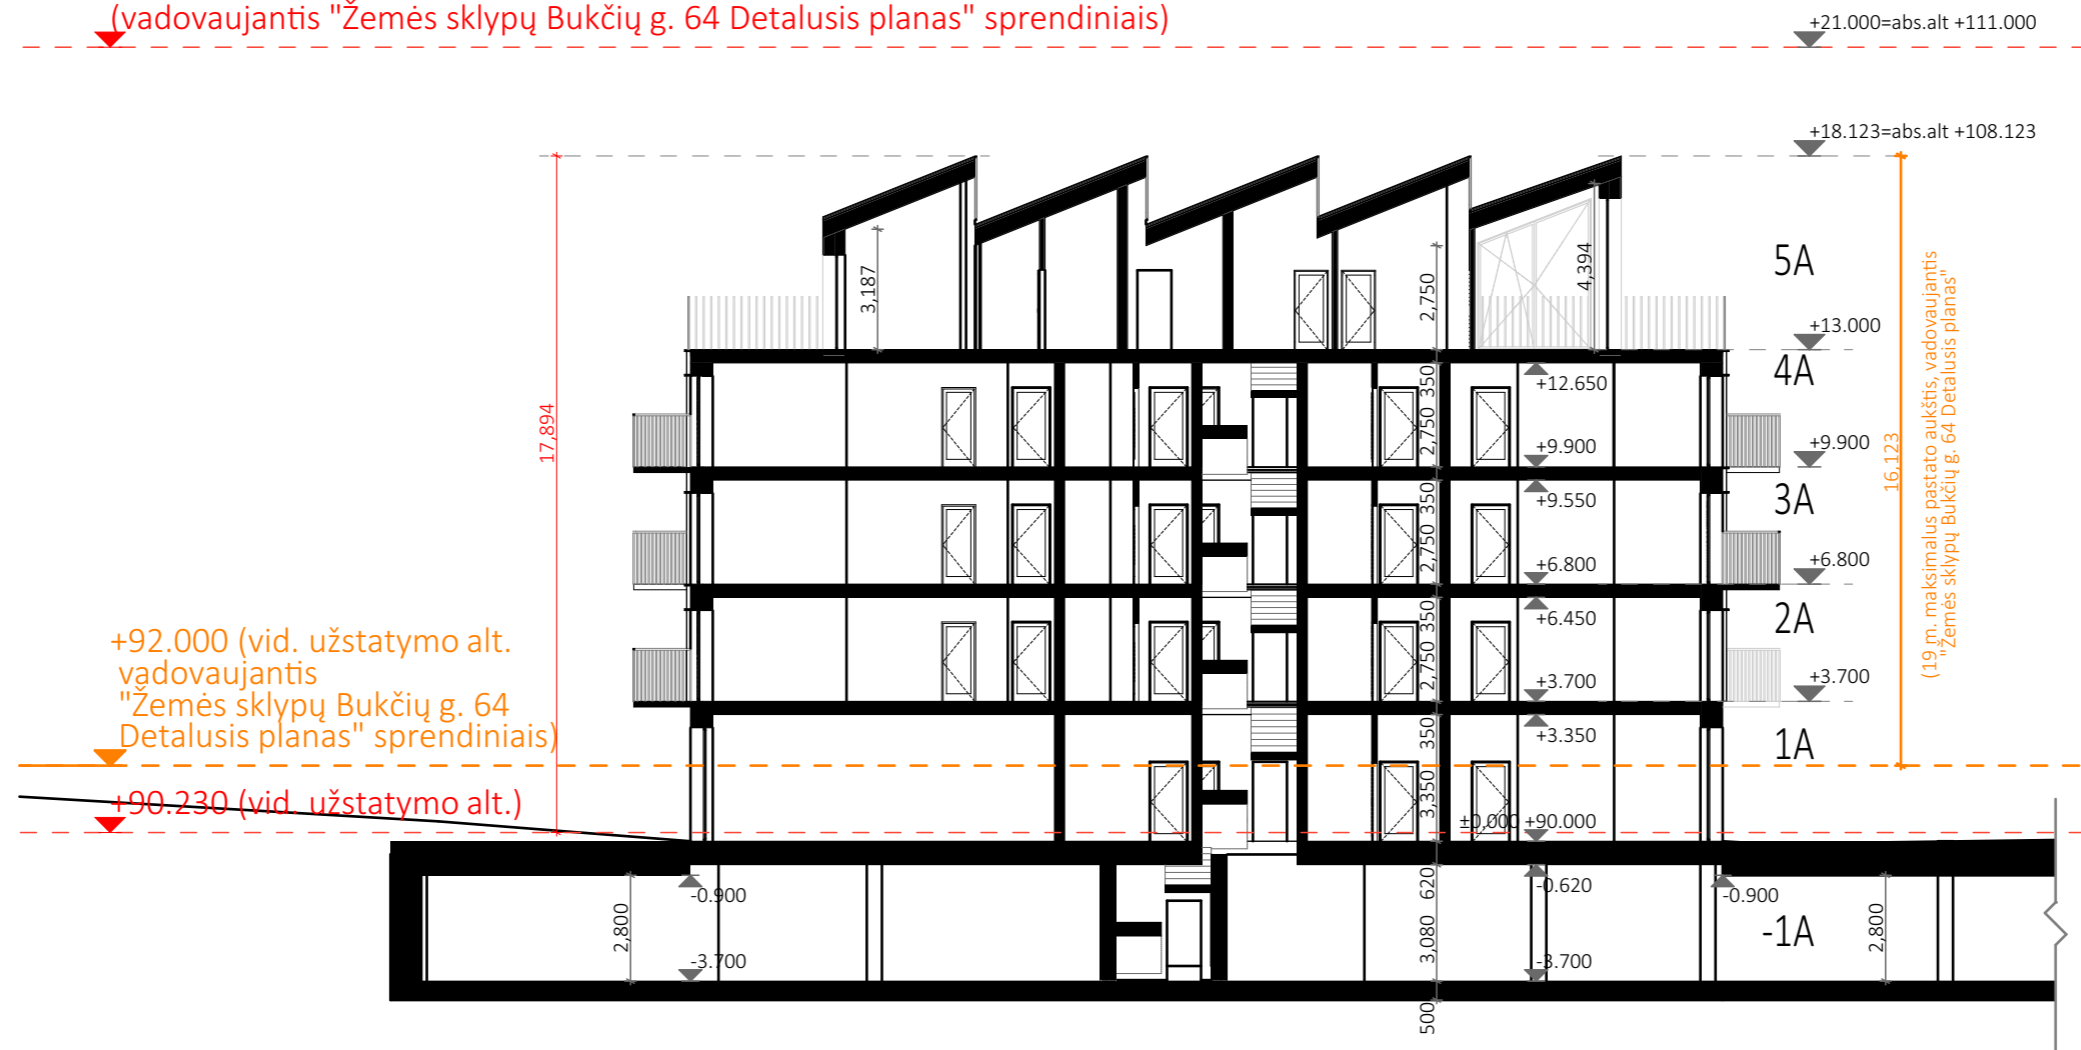 (vadovaujantis "Žemės sklypų Bukčių g. 64 Detalusis planas" sprendiniais)
+21.000=abs.alt +111.000
+18.123=abs.alt +108.123
17,894
3,187
2,750
4,394
5A
+13.000
4A
350
+12.650
2,750
+9.900
+9.900
16,123
(19 m. maksimalus pastato aukštis, vadovaujantis
"Žemės sklypų Bukčių g. 64 Detalusis planas"
3A
350
+9.550
2,750
+6.800
+6.800
2A
350
+6.450
2,750
+3.700
+3.700
+92.000 (vid. užstatymo alt.
vadovaujantis
"Žemės sklypų Bukčių g. 64
Detalusis planas" sprendiniais)
350
+3.350
1A
3,350
+90.230 (vid. užstatymo alt.)
±0,000 +90.000
-0.900
620
-0.620
-0.900
2,800
3,080
-1A
2,800
-3.700
-3.700
500